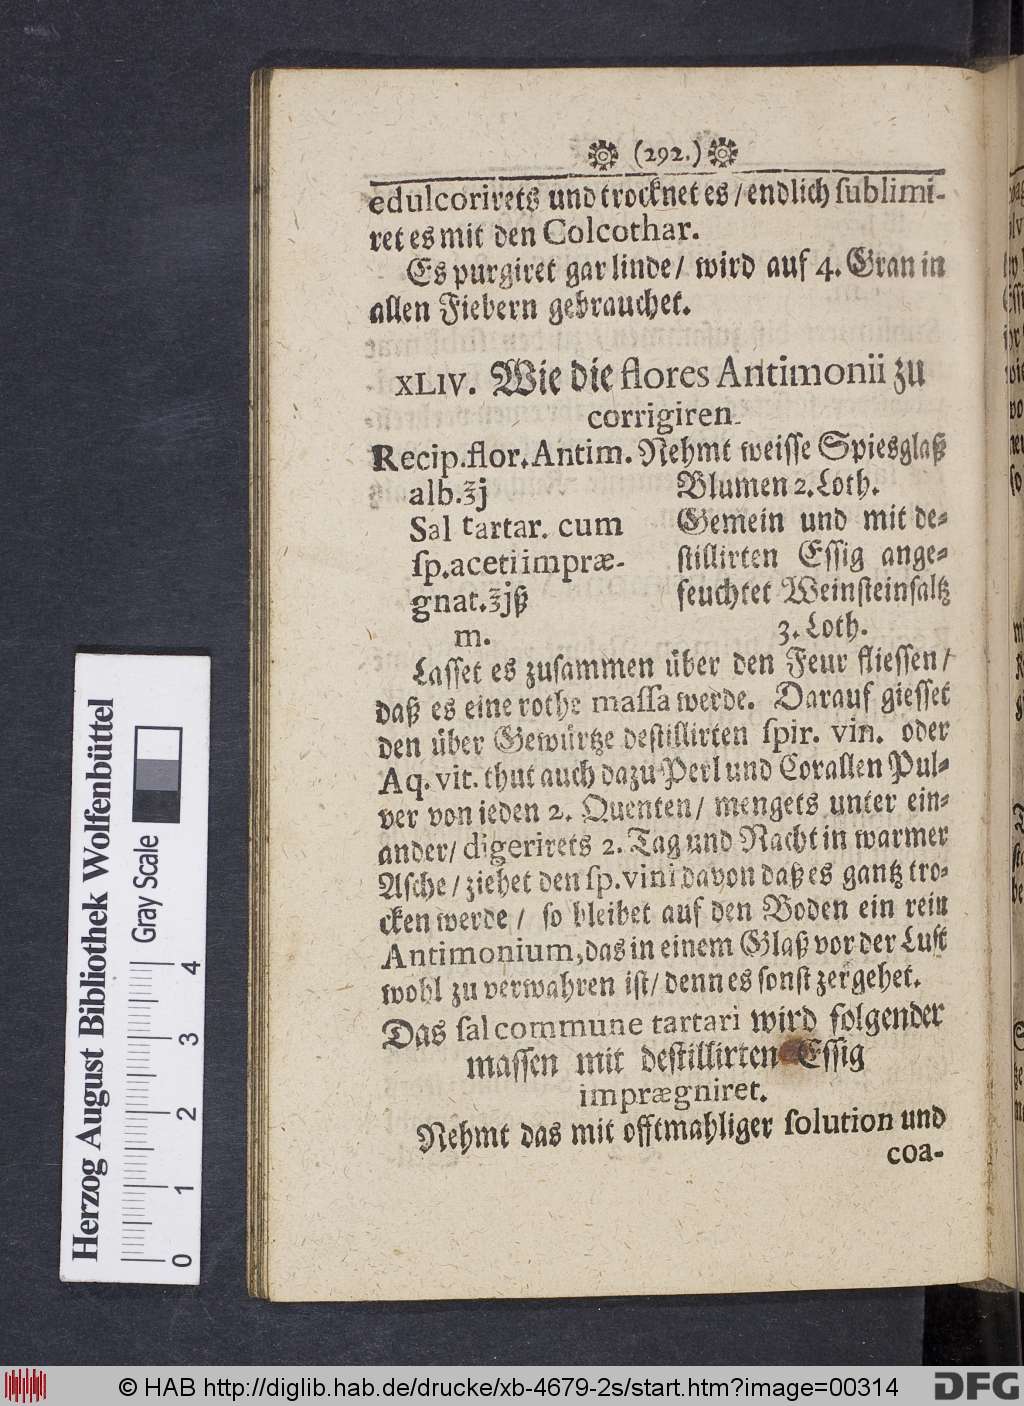 (292.)
edulcorirets und trocknet es / endlich ſublimi-
ret es mit den Colcothar.
Es purgiret gar linde / wird auf 4. Gran in
allen Fiebern gebrauchet.
XLIV. Wie die flores Antimonii zu
corrigiren.
Recip. flor. Antim.
alb. ℥j
Sal tartar. cum
ſp. aceti impræ-
gnat. ℥jß
m.
Nehmt weiſſe Spiesglaß
Blumen 2. Loth.
Gemein und mit de-
ſtillirten Eſſig ange-
feuchtet Weinſteinſaltz
3. Loth.
Laſſet es zuſammen über den Feur flieſſen /
daß es eine rothe maſſa werde. Darauf gieſſet
den über Gewürtze deſtillirten ſpir. vin. oder
Aq. vit. thut auch dazu Perl und Corallen Pul-
ver von ieden 2. Quenten / mengets unter ein-
ander / digerirets 2. Tag und Nacht in warmer
Aſche / ziehet den ſp. vini davon daß es gantz tro-
cken werde / ſo bleibet auf den Boden ein rein
Antimonium, das in einem Glaß vor der Luft
wohl zu verwahren iſt / denn es ſonſt zergehet.
Das ſal commune tartari wird folgender
maſſen mit deſtillirten Eſſig
imprægniret.
Nehmt das mit offtmahliger ſolution und
coa-
Herzog August Bibliothek Wolfenbüttel
Gray Scale
0 1 2 3 4
© HAB http://diglib.hab.de/drucke/xb-4679-2s/start.htm?image=00314
DFG